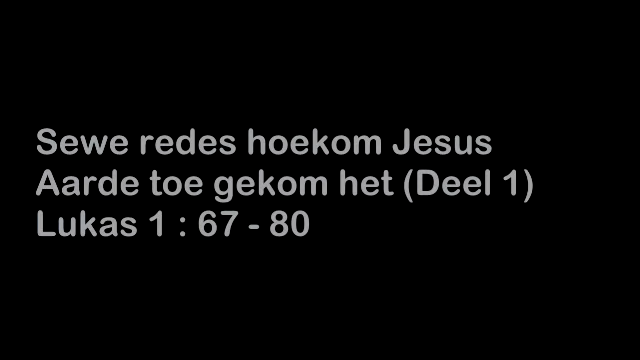 Sewe redes hoekom Jesus
Aarde toe gekom het (Deel 1)
Lukas 1 : 67 - 80